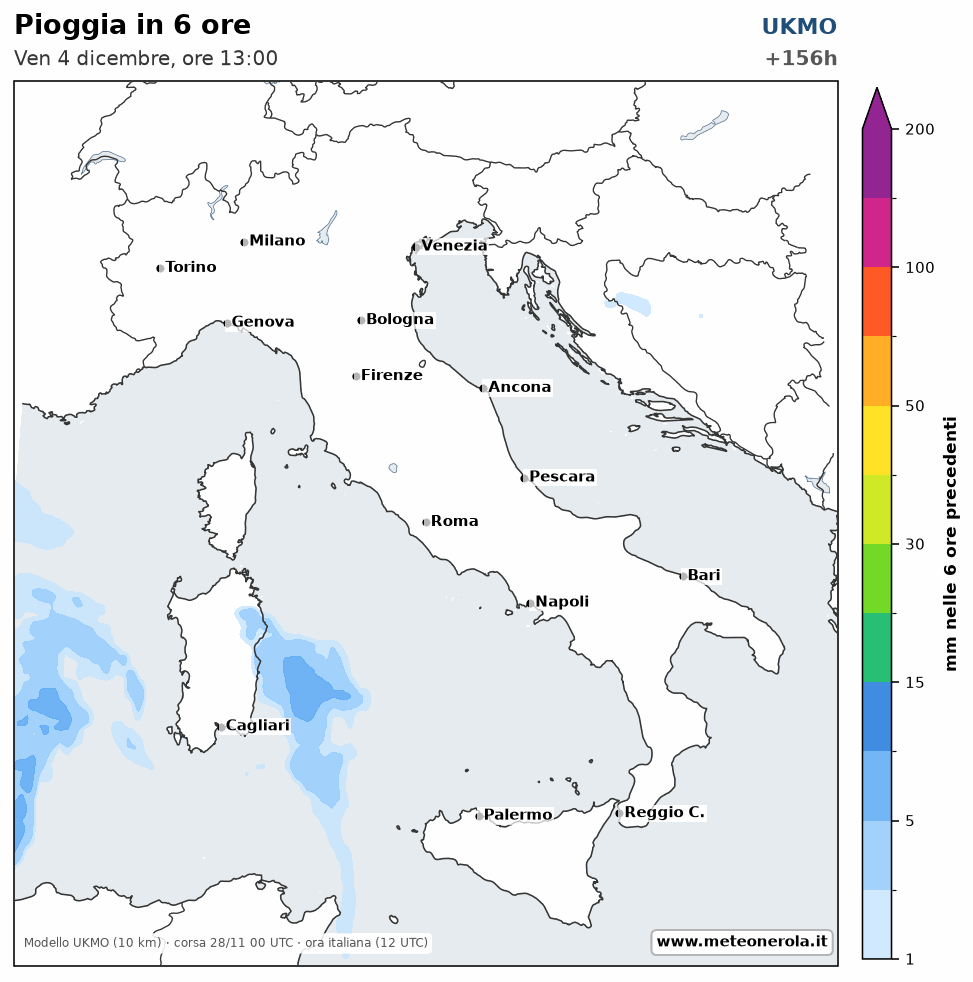 Pioggia in 6 ore
UKMO
Ven 4 dicembre, ore 13:00
+156h
200
Milano
Venezia
Torino
100
Genova
Bologna
Firenze
Ancona
50
Pescara
Roma
30
Bari
Napoli
15
Cagliari
Palermo
Reggio C.
5
mm nelle 6 ore precedenti
Modello UKMO (10 km) · corsa 28/11 00 UTC · ora italiana (12 UTC)
www.meteonerola.it
1